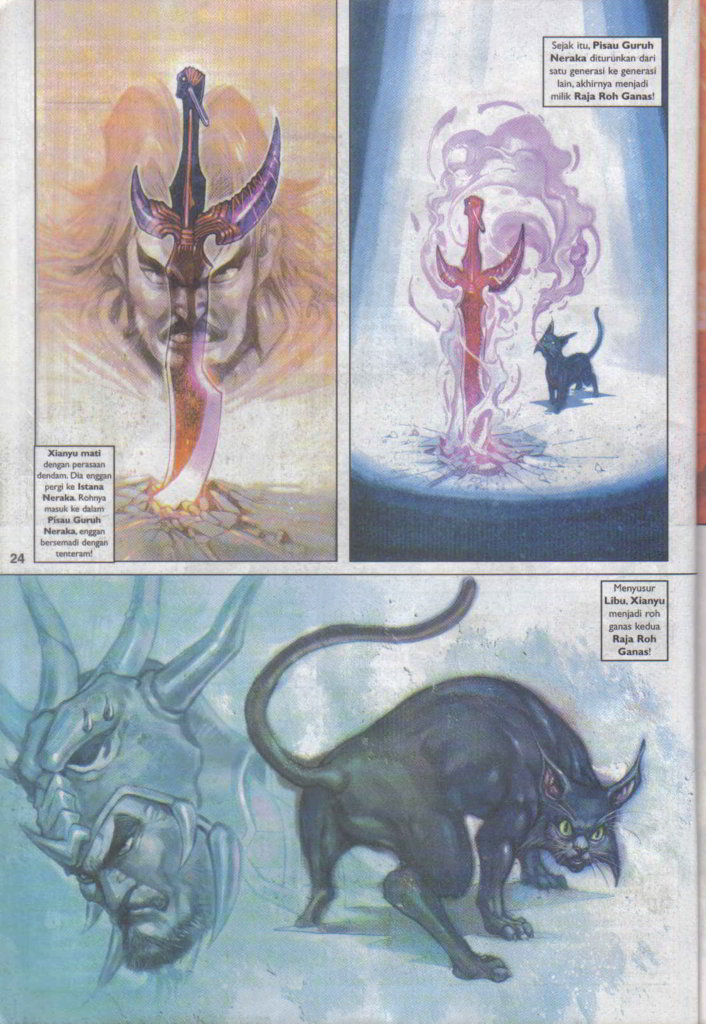 Xianyu mati
dengan perasaan
dendam. Dia enggan
pergi ke Istana
Neraka. Rohnya
masuk ke dalam
Pisau Guruh
Neraka, enggan
bersemadi dengan
tenteram!
24
Sejak itu, Pisau Guruh
Neraka diturunkan dari
satu generasi ke generasi
lain, akhirnya menjadi
milik Raja Roh Ganas!
Menyusur
Libu, Xianyu
menjadi roh
ganas kedua
Raja Roh
Ganas!